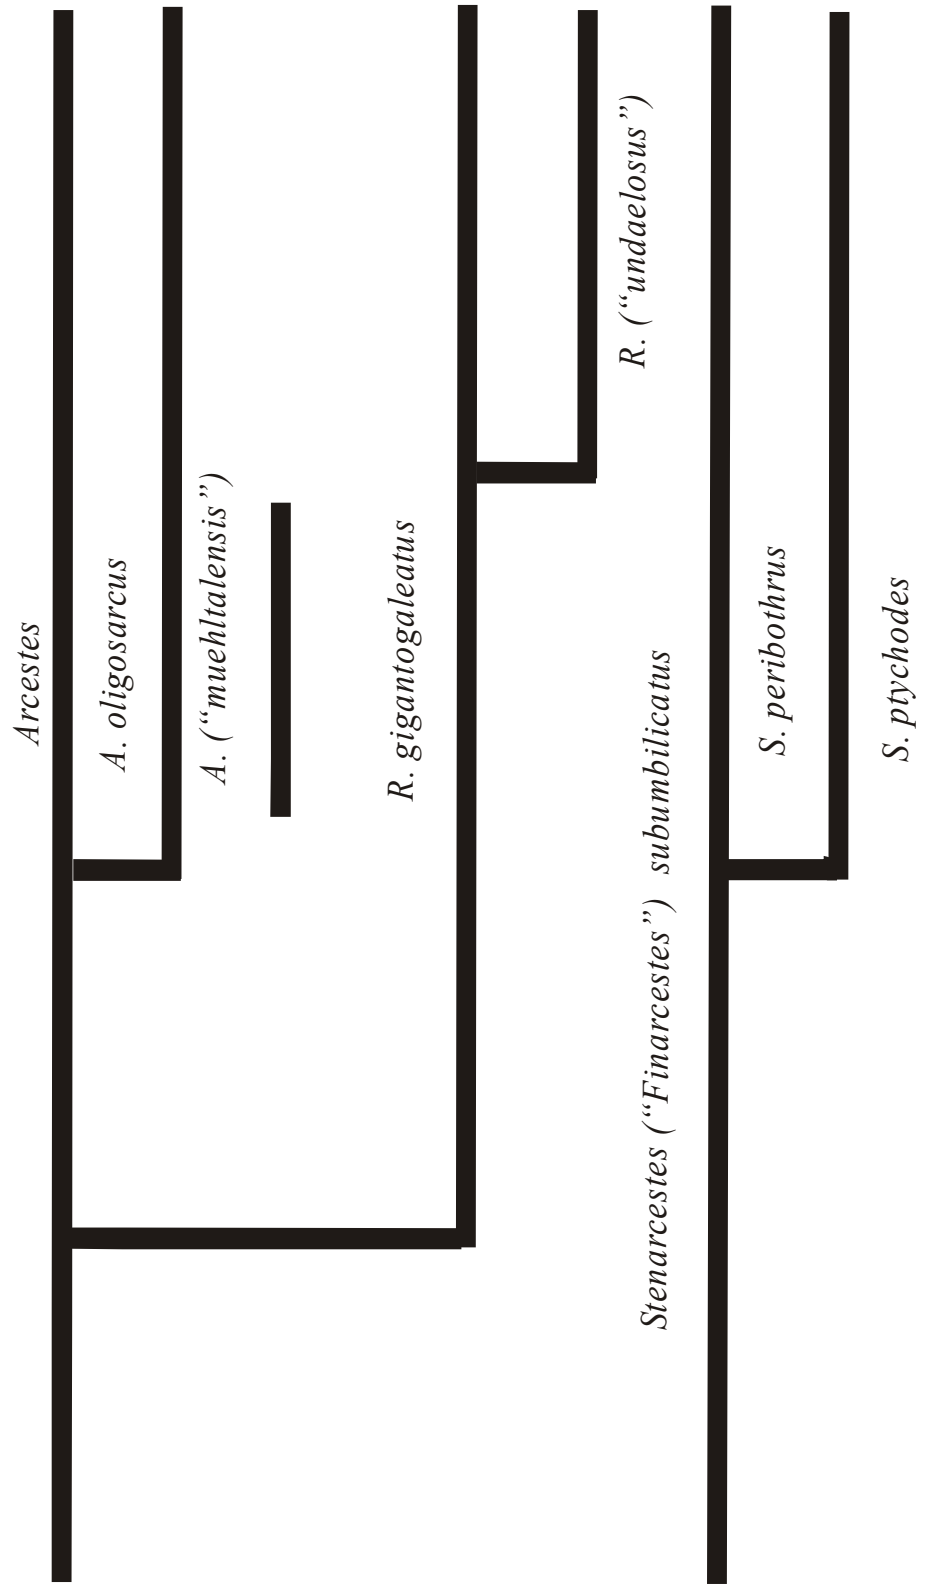 Arcestes
A. oligosarcus
A. (“muehltalensis”)
R. gigantogaleatus
R. (“undaelosus”)
Stenarcestes (“Finarcestes”) subumbilicatus
S. peribothrus
S. ptychodes